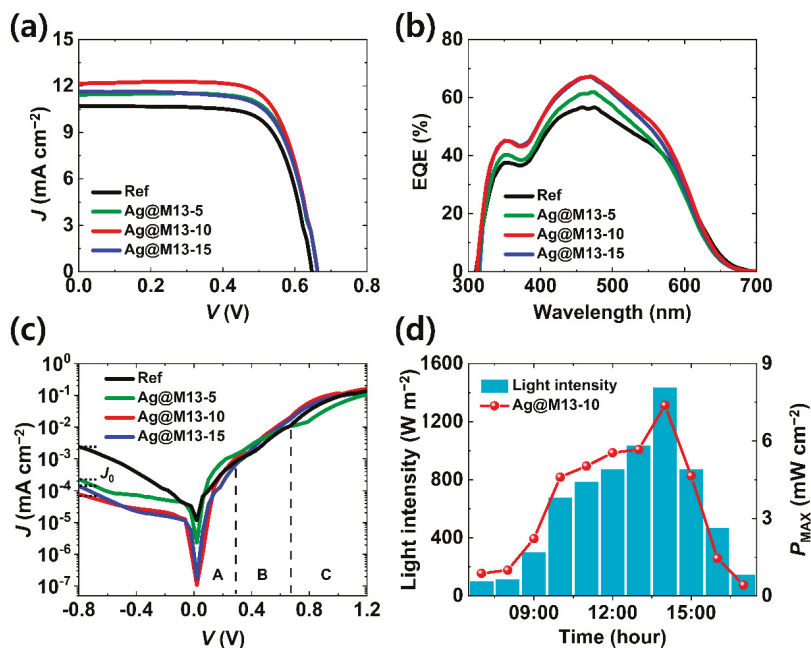 (a)
15
12
9
6
3
0
J (mA cm⁻²)
Ref
Ag@M13-5
Ag@M13-10
Ag@M13-15
0.0 0.2 0.4 0.6 0.8
V (V)
(b)
80
60
40
20
0
EQE (%)
Ref
Ag@M13-5
Ag@M13-10
Ag@M13-15
300 400 500 600 700
Wavelength (nm)
(c)
10⁰
10⁻¹
10⁻²
10⁻³
10⁻⁴
10⁻⁵
10⁻⁶
10⁻⁷
J (mA cm⁻²)
Ref
Ag@M13-5
Ag@M13-10
Ag@M13-15
J₀
A B C
-0.8 -0.4 0.0 0.4 0.8 1.2
V (V)
(d)
1600
1200
800
400
0
Light intensity (W m⁻²)
Light intensity
Ag@M13-10
9
6
3
0
P_MAX (mW cm⁻²)
09:00 12:00 15:00
Time (hour)